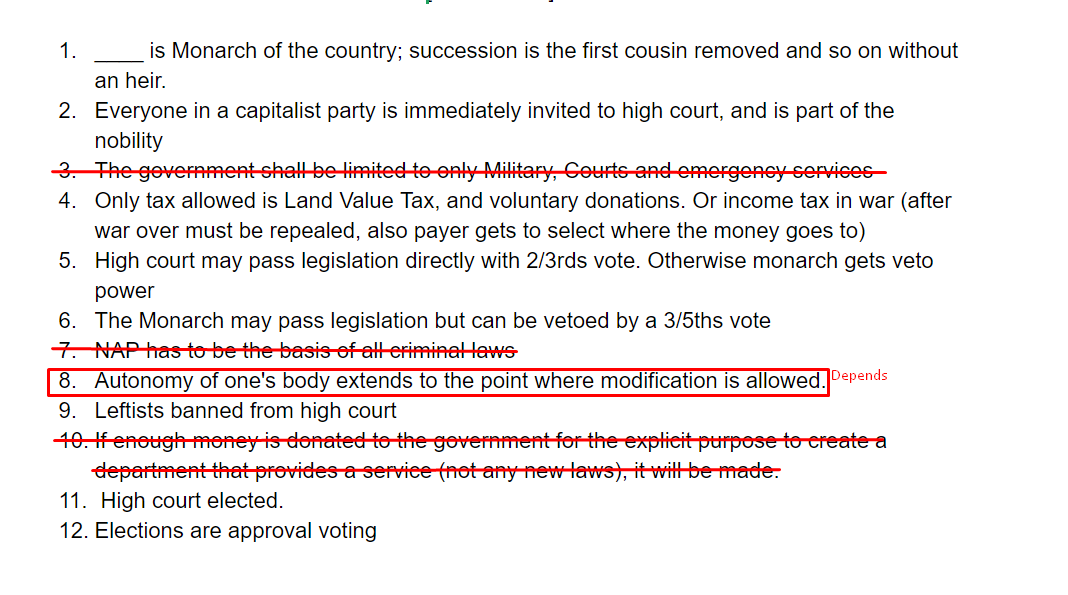 1. ____ is Monarch of the country; succession is the first cousin removed and so on without
an heir.
2. Everyone in a capitalist party is immediately invited to high court, and is part of the
nobility
3. The government shall be limited to only Military, Courts and emergency services
4. Only tax allowed is Land Value Tax, and voluntary donations. Or income tax in war (after
war over must be repealed, also payer gets to select where the money goes to)
5. High court may pass legislation directly with 2/3rds vote. Otherwise monarch gets veto
power
6. The Monarch may pass legislation but can be vetoed by a 3/5ths vote
7. NAP has to be the basis of all criminal laws
8. Autonomy of one's body extends to the point where modification is allowed. Depends
9. Leftists banned from high court
10. If enough money is donated to the government for the explicit purpose to create a
department that provides a service (not any new laws), it will be made.
11. High court elected.
12. Elections are approval voting